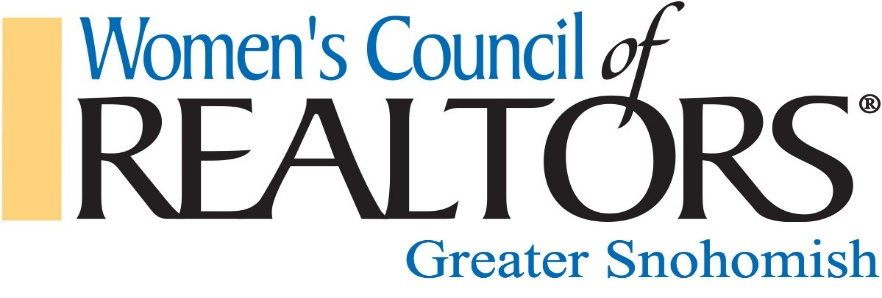 Women's Council of
REALTORS®
Greater Snohomish